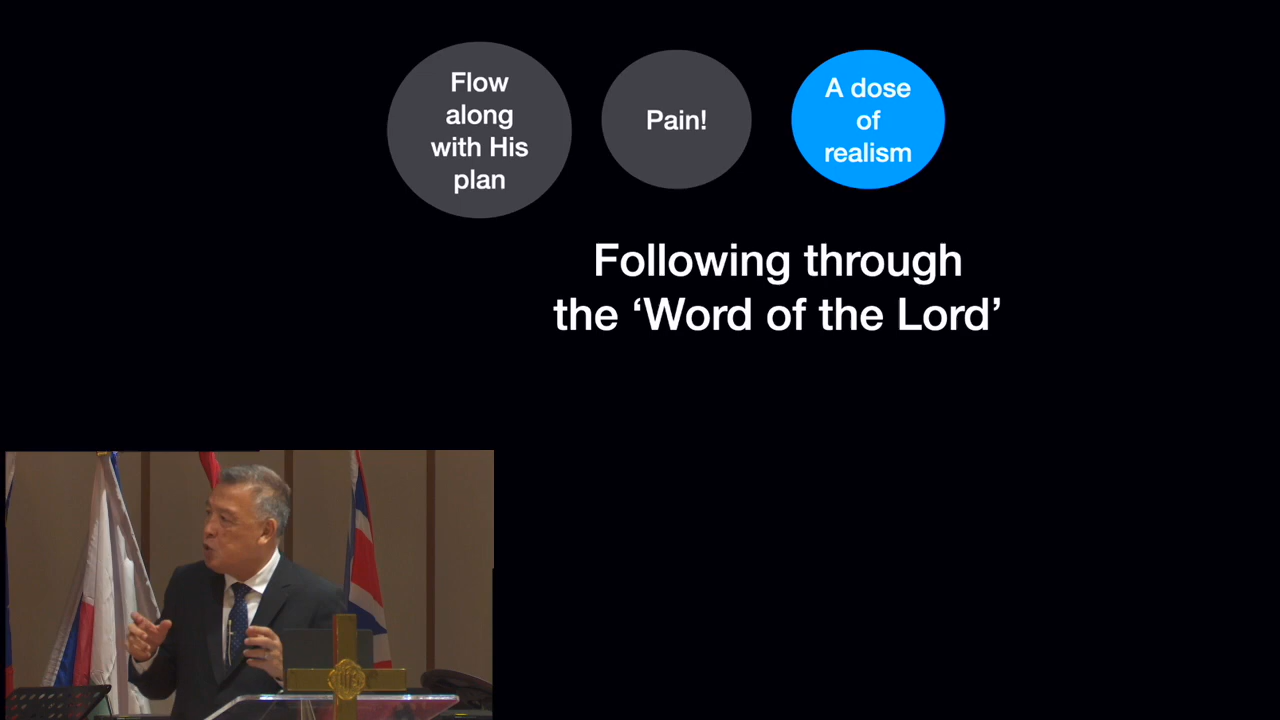 Flow
along
with His
plan
Pain!
A dose
of
realism
Following through
the ‘Word of the Lord’